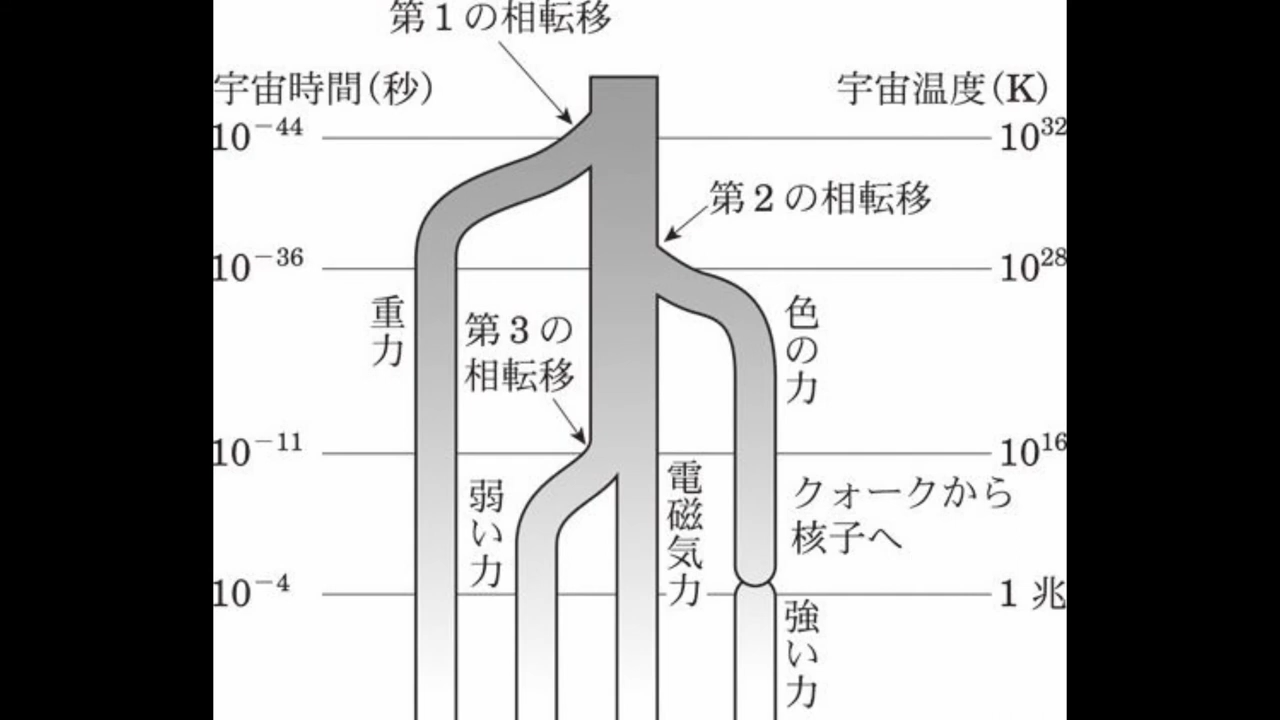 第1の相転移
宇宙時間(秒)
宇宙温度(K)
10⁻⁴⁴
10³²
第2の相転移
10⁻³⁶
10²⁸
重力
色の力
第3の
相転移
10⁻¹¹
10¹⁶
弱い力
電磁気力
クォークから
核子へ
10⁻⁴
1兆
強い力